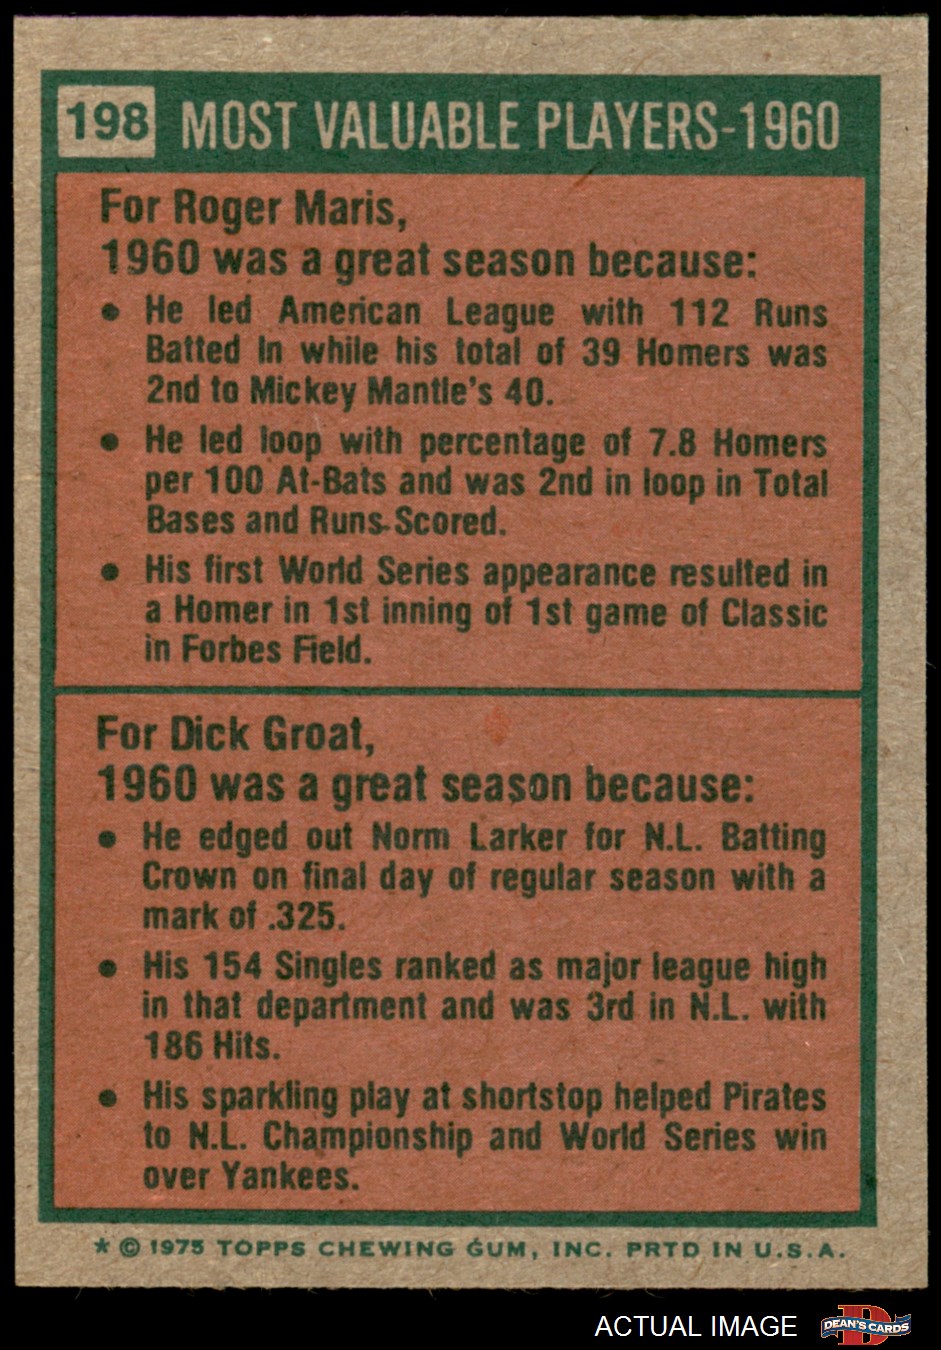 198 MOST VALUABLE PLAYERS-1960
For Roger Maris,
1960 was a great season because:
● He led American League with 112 Runs
Batted In while his total of 39 Homers was
2nd to Mickey Mantle's 40.
● He led loop with percentage of 7.8 Homers
per 100 At-Bats and was 2nd in loop in Total
Bases and Runs Scored.
● His first World Series appearance resulted in
a Homer in 1st inning of 1st game of Classic
in Forbes Field.
For Dick Groat,
1960 was a great season because:
● He edged out Norm Larker for N.L. Batting
Crown on final day of regular season with a
mark of .325.
● His 154 Singles ranked as major league high
in that department and was 3rd in N.L. with
186 Hits.
● His sparkling play at shortstop helped Pirates
to N.L. Championship and World Series win
over Yankees.
* © 1975 TOPPS CHEWING GUM, INC. PRTD IN U.S.A.
ACTUAL IMAGE DEAN'S CARDS